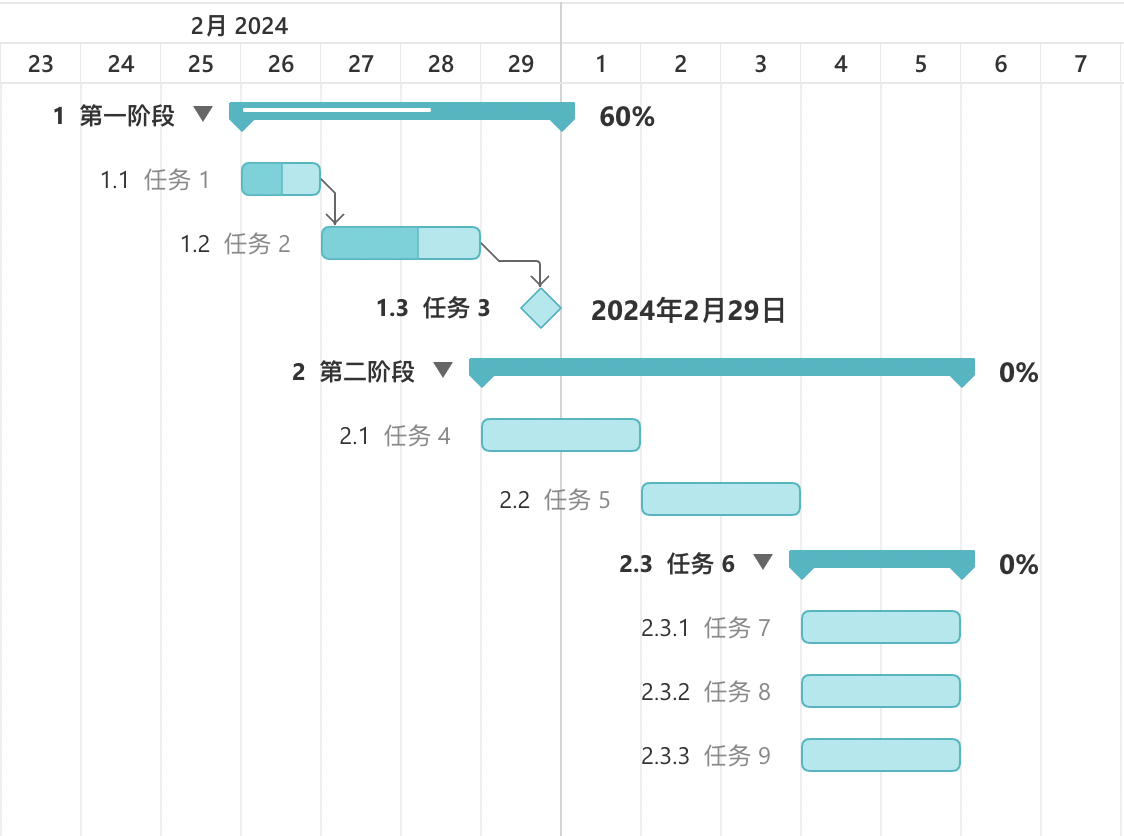 2月 2024
23 24 25 26 27 28 29 1 2 3 4 5 6 7
1 第一阶段 60%
1.1 任务 1
1.2 任务 2
1.3 任务 3 2024年2月29日
2 第二阶段 0%
2.1 任务 4
2.2 任务 5
2.3 任务 6 0%
2.3.1 任务 7
2.3.2 任务 8
2.3.3 任务 9